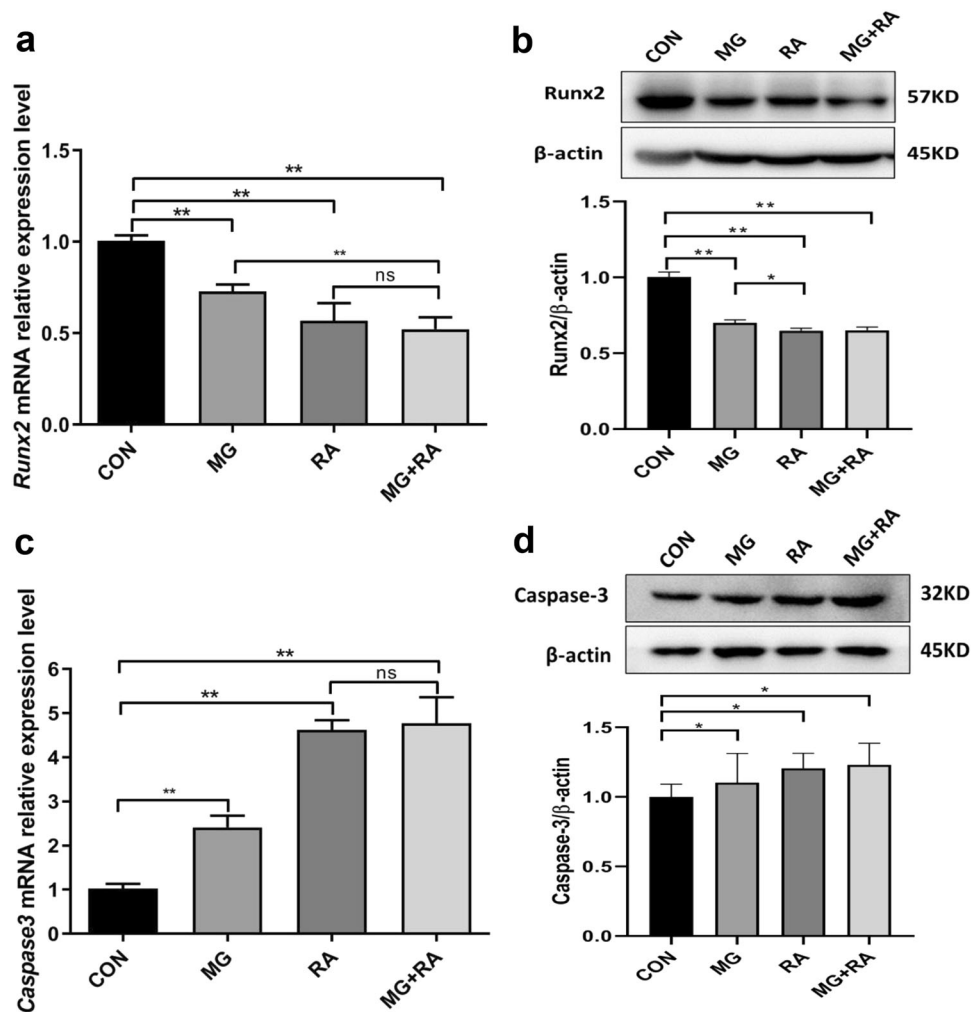 a
Runx2 mRNA relative expression level
1.5
1.0
0.5
0.0
**
**
**
**
ns
CON
MG
RA
MG+RA
b
CON
MG
RA
MG+RA
Runx2
57KD
β-actin
45KD
Runx2/β-actin
1.5
1.0
0.5
0.0
**
**
**
*
CON
MG
RA
MG+RA
c
Caspase3 mRNA relative expression level
6
5
4
3
2
1
0
**
ns
**
**
CON
MG
RA
MG+RA
d
CON
MG
RA
MG+RA
Caspase-3
32KD
β-actin
45KD
Caspase-3/β-actin
1.5
1.0
0.5
0.0
*
*
*
CON
MG
RA
MG+RA